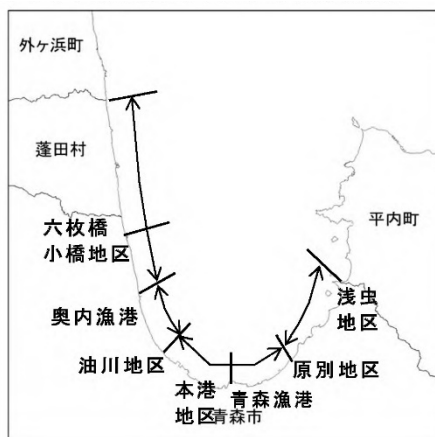 外ヶ浜町
蓬田村
平内町
六枚橋
小橋地区
浅虫
地区
奥内漁港
油川地区
原別地区
本港
地区
青森漁港
青森市